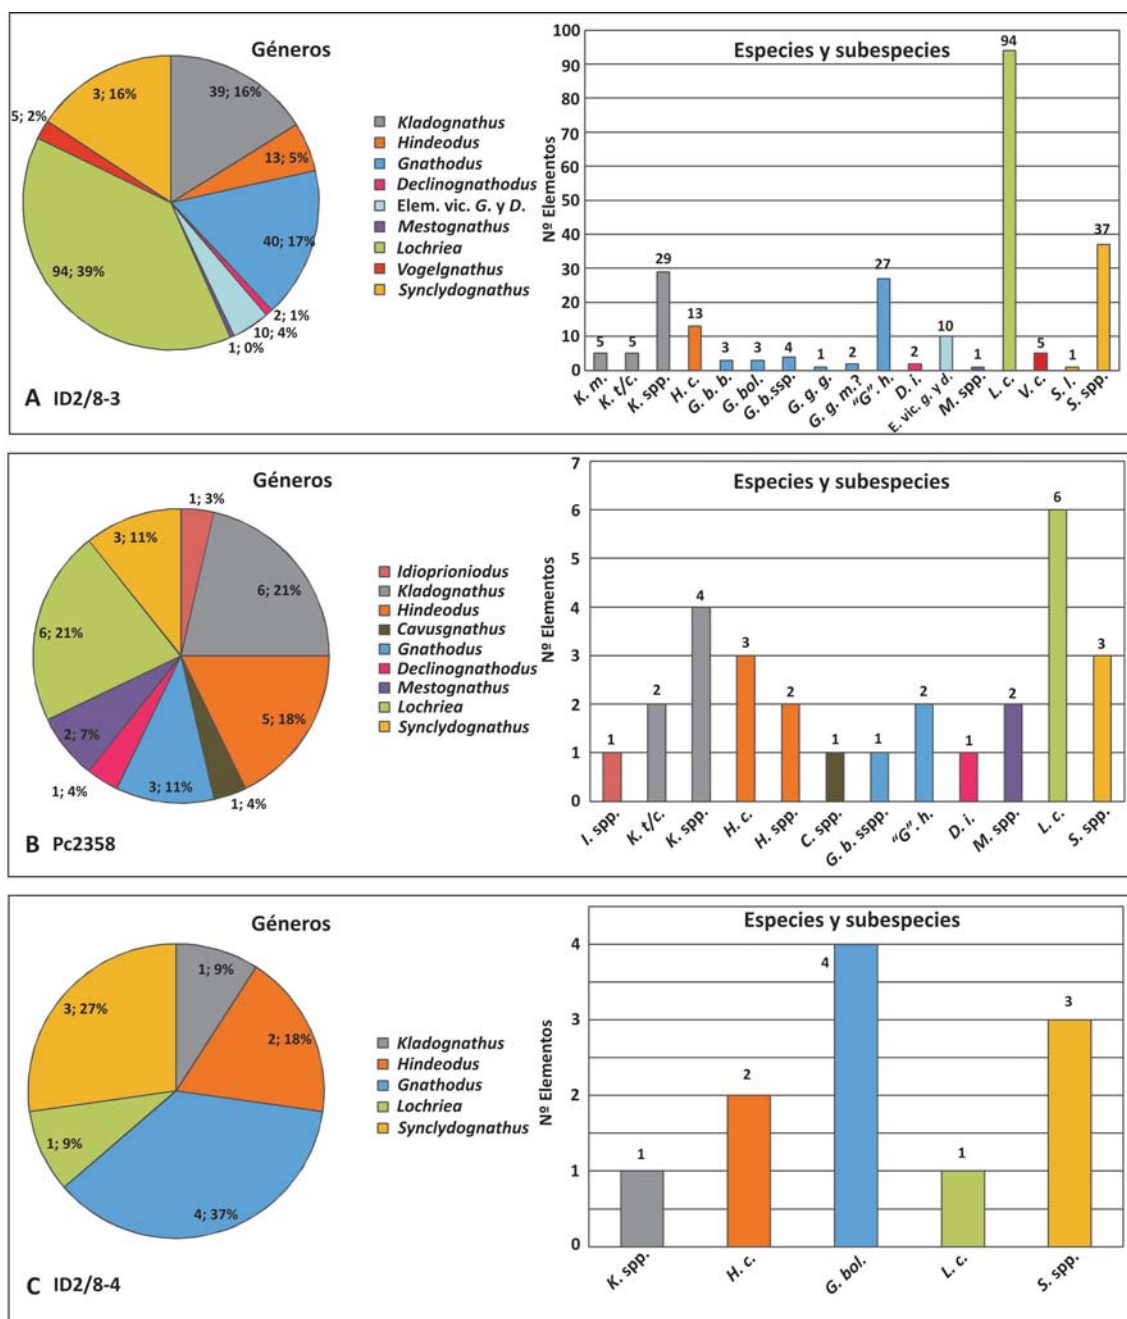 Géneros
3; 16%
39; 16%
5; 2%
13; 5%
40; 17%
94; 39%
2; 1%
10; 4%
1; 0%
Kladognathus
Hindeodus
Gnathodus
Declinognathodus
Elem. vic. G. y D.
Mestognathus
Lochriea
Vogelgnathus
Synclydognathus
A ID2/8-3
Especies y subespecies
Nº Elementos
100
90
80
70
60
50
40
30
20
10
0
5
5
29
13
3
3
4
1
2
27
2
10
1
94
5
1
37
K. m.
K. t/c.
K. spp.
H. c.
G. b. b.
G. bol.
G. b.ssp.
G. g. g.
G. g. m.?
"G". h.
D. i.
E. vic. g. y d.
M. spp.
L. c.
V. c.
S. l.
S. spp.
Géneros
1; 3%
3; 11%
6; 21%
6; 21%
5; 18%
2; 7%
1; 4%
3; 11%
1; 4%
Idioprioniodus
Kladognathus
Hindeodus
Cavusgnathus
Gnathodus
Declinognathodus
Mestognathus
Lochriea
Synclydognathus
B Pc2358
Especies y subespecies
Nº Elementos
7
6
5
4
3
2
1
0
1
2
4
3
2
1
1
2
1
2
6
3
I. spp.
K. t/c.
K. spp.
H. c.
H. spp.
C. spp.
G. b. sspp.
"G". h.
D. i.
M. spp.
L. c.
S. spp.
Géneros
1; 9%
3; 27%
2; 18%
1; 9%
4; 37%
Kladognathus
Hindeodus
Gnathodus
Lochriea
Synclydognathus
C ID2/8-4
Especies y subespecies
Nº Elementos
4
3
2
1
0
1
2
4
1
3
K. spp.
H. c.
G. bol.
L. c.
S. spp.